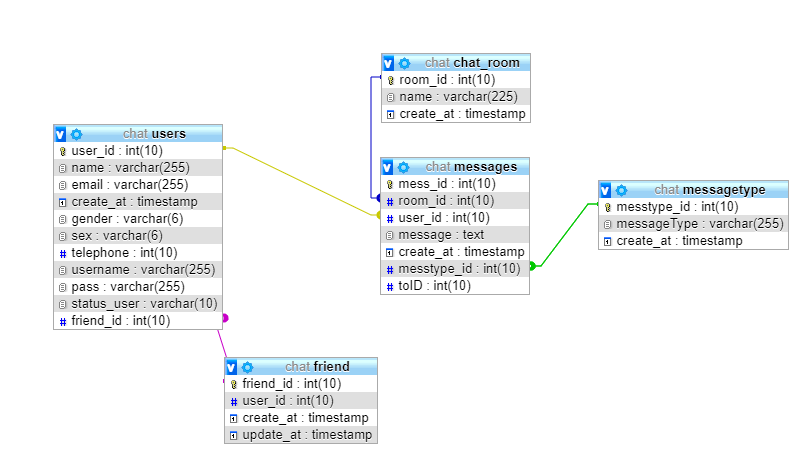 chat chat_room
room_id : int(10)
name : varchar(225)
create_at : timestamp
chat users
user_id : int(10)
name : varchar(255)
email : varchar(255)
create_at : timestamp
gender : varchar(6)
sex : varchar(6)
telephone : int(10)
username : varchar(255)
pass : varchar(255)
status_user : varchar(10)
friend_id : int(10)
chat messages
mess_id : int(10)
room_id : int(10)
user_id : int(10)
message : text
create_at : timestamp
messtype_id : int(10)
toID : int(10)
chat messagetype
messtype_id : int(10)
messageType : varchar(255)
create_at : timestamp
chat friend
friend_id : int(10)
user_id : int(10)
create_at : timestamp
update_at : timestamp